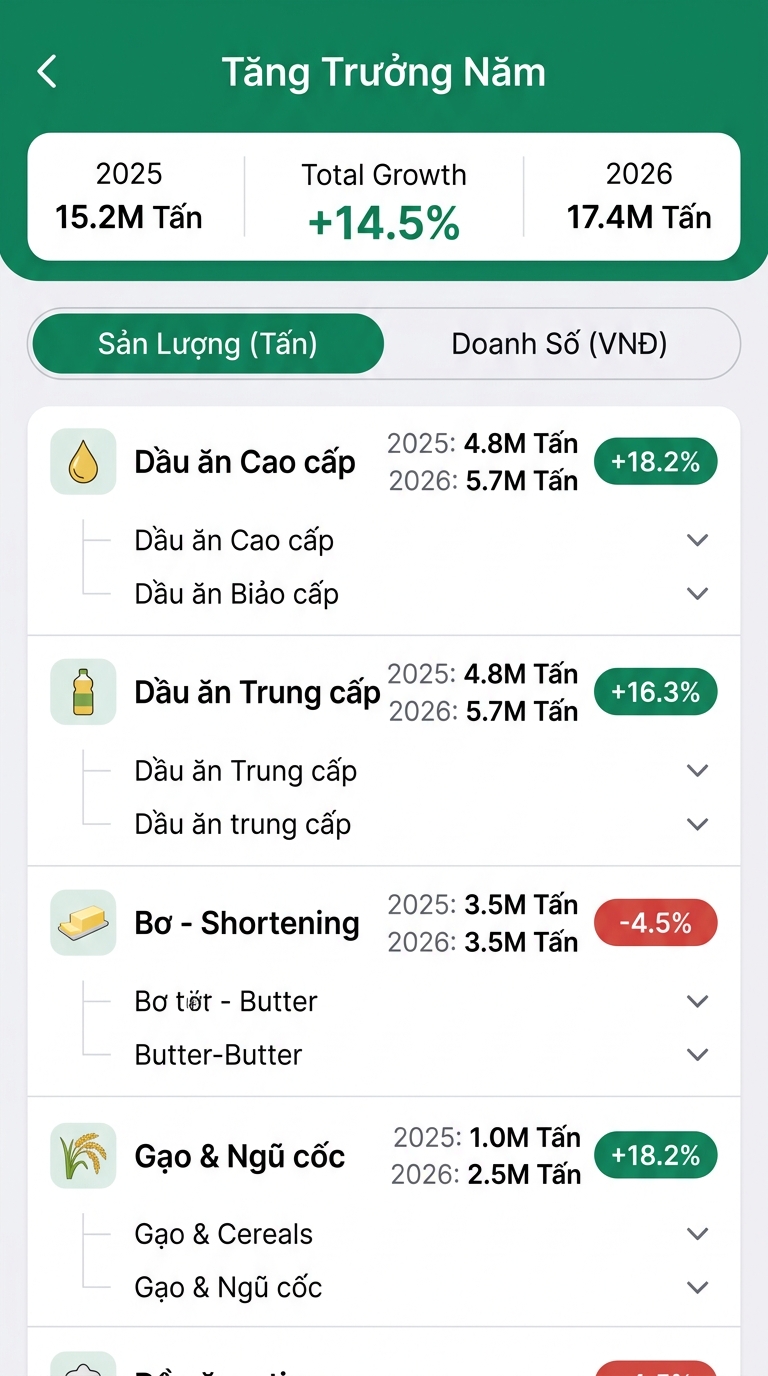 Tăng Trưởng Năm
2025
15.2M Tấn
Total Growth
+14.5%
2026
17.4M Tấn
Sản Lượng (Tấn)
Doanh Số (VNĐ)
Dầu ăn Cao cấp
2025: 4.8M Tấn
2026: 5.7M Tấn
+18.2%
Dầu ăn Cao cấp
Dầu ăn Biảo cấp
Dầu ăn Trung cấp
2025: 4.8M Tấn
2026: 5.7M Tấn
+16.3%
Dầu ăn Trung cấp
Dầu ăn trung cấp
Bơ - Shortening
2025: 3.5M Tấn
2026: 3.5M Tấn
-4.5%
Bơ - Butter
Butter-Butter
Gạo & Ngũ cốc
2025: 1.0M Tấn
2026: 2.5M Tấn
+18.2%
Gạo & Cereals
Gạo & Ngũ cốc